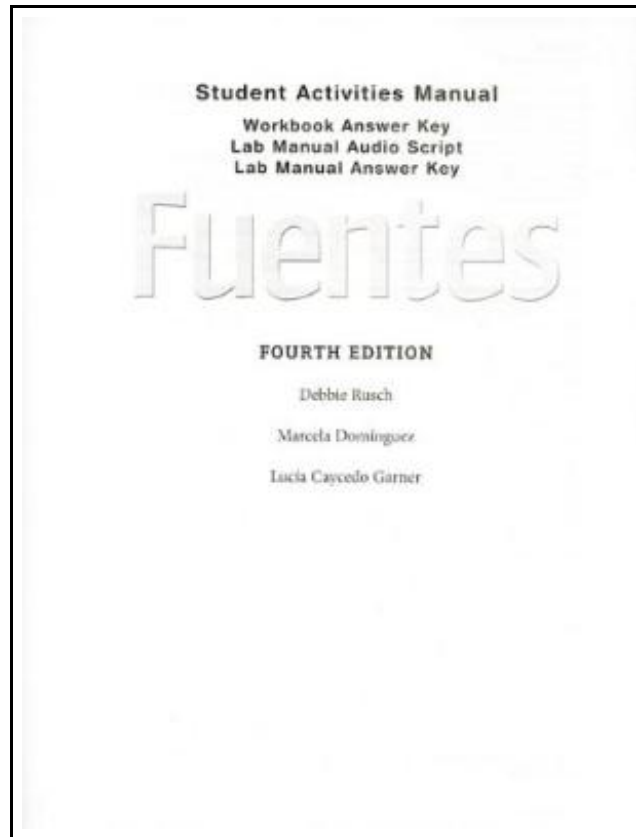 Student Activities Manual
Workbook Answer Key
Lab Manual Audio Script
Lab Manual Answer Key
Fuentes
FOURTH EDITION
Debbie Rusch
Marcela Domínguez
Lucía Caycedo Garner